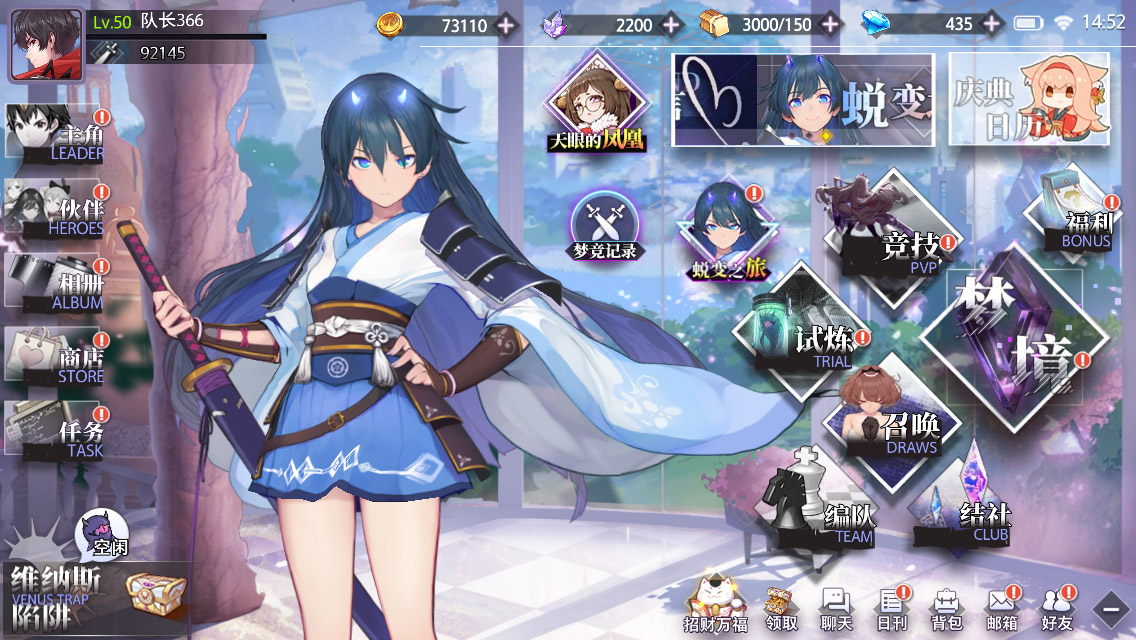 Lv.50 队长366
92145
73110
2200
3000/150
435
14:52
主角
LEADER
伙伴
HEROES
相册
ALBUM
商店
STORE
任务
TASK
空闲
维纳斯
VENUS TRAP
陷阱
天眼的凤凰
蜕变
庆典
日历
梦竞记录
蜕变之旅
竞技
PVP
福利
BONUS
梦境
试炼
TRIAL
召唤
DRAWS
编队
TEAM
结社
CLUB
招财万福
领取
聊天
日刊
背包
邮箱
好友